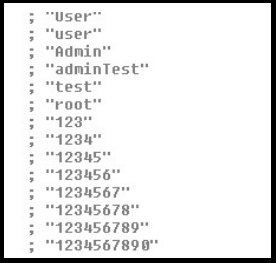 ; "User"
; "user"
; "Admin"
; "adminTest"
; "test"
; "root"
; "123"
; "1234"
; "12345"
; "123456"
; "1234567"
; "12345678"
; "123456789"
; "1234567890"